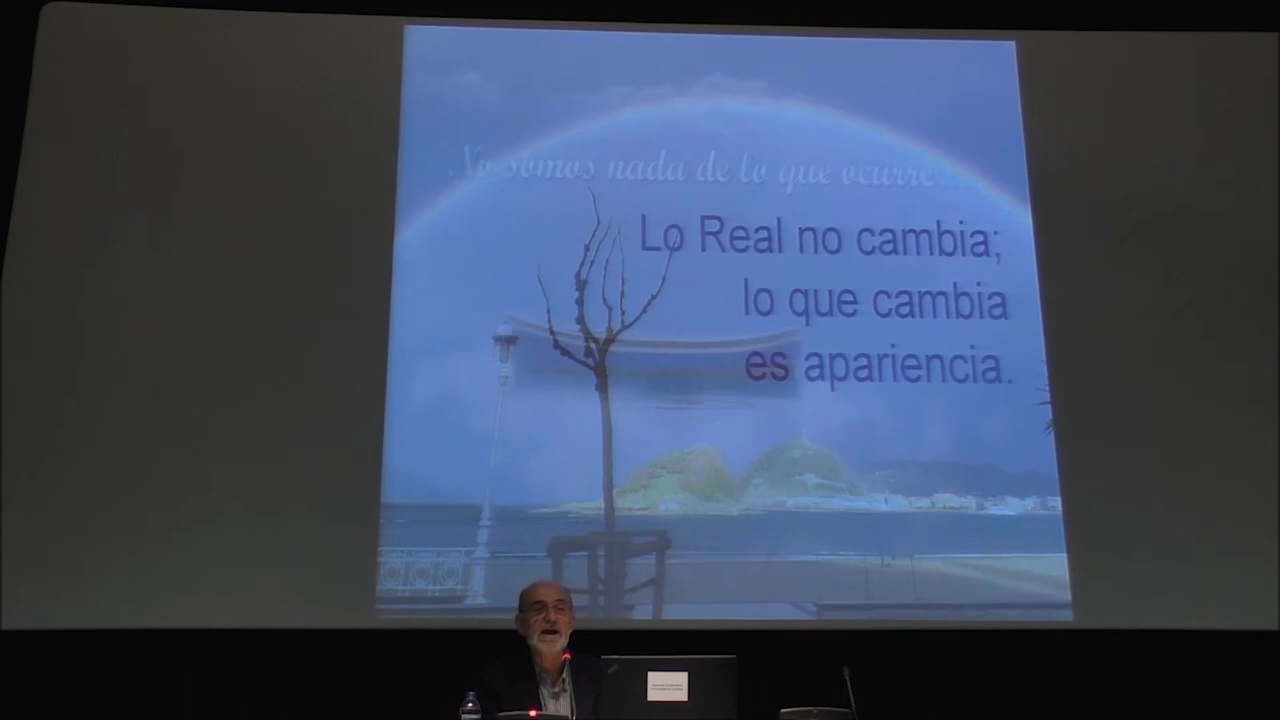 No somos nada de lo que ocurre...
Lo Real no cambia;
lo que cambia
es apariencia.